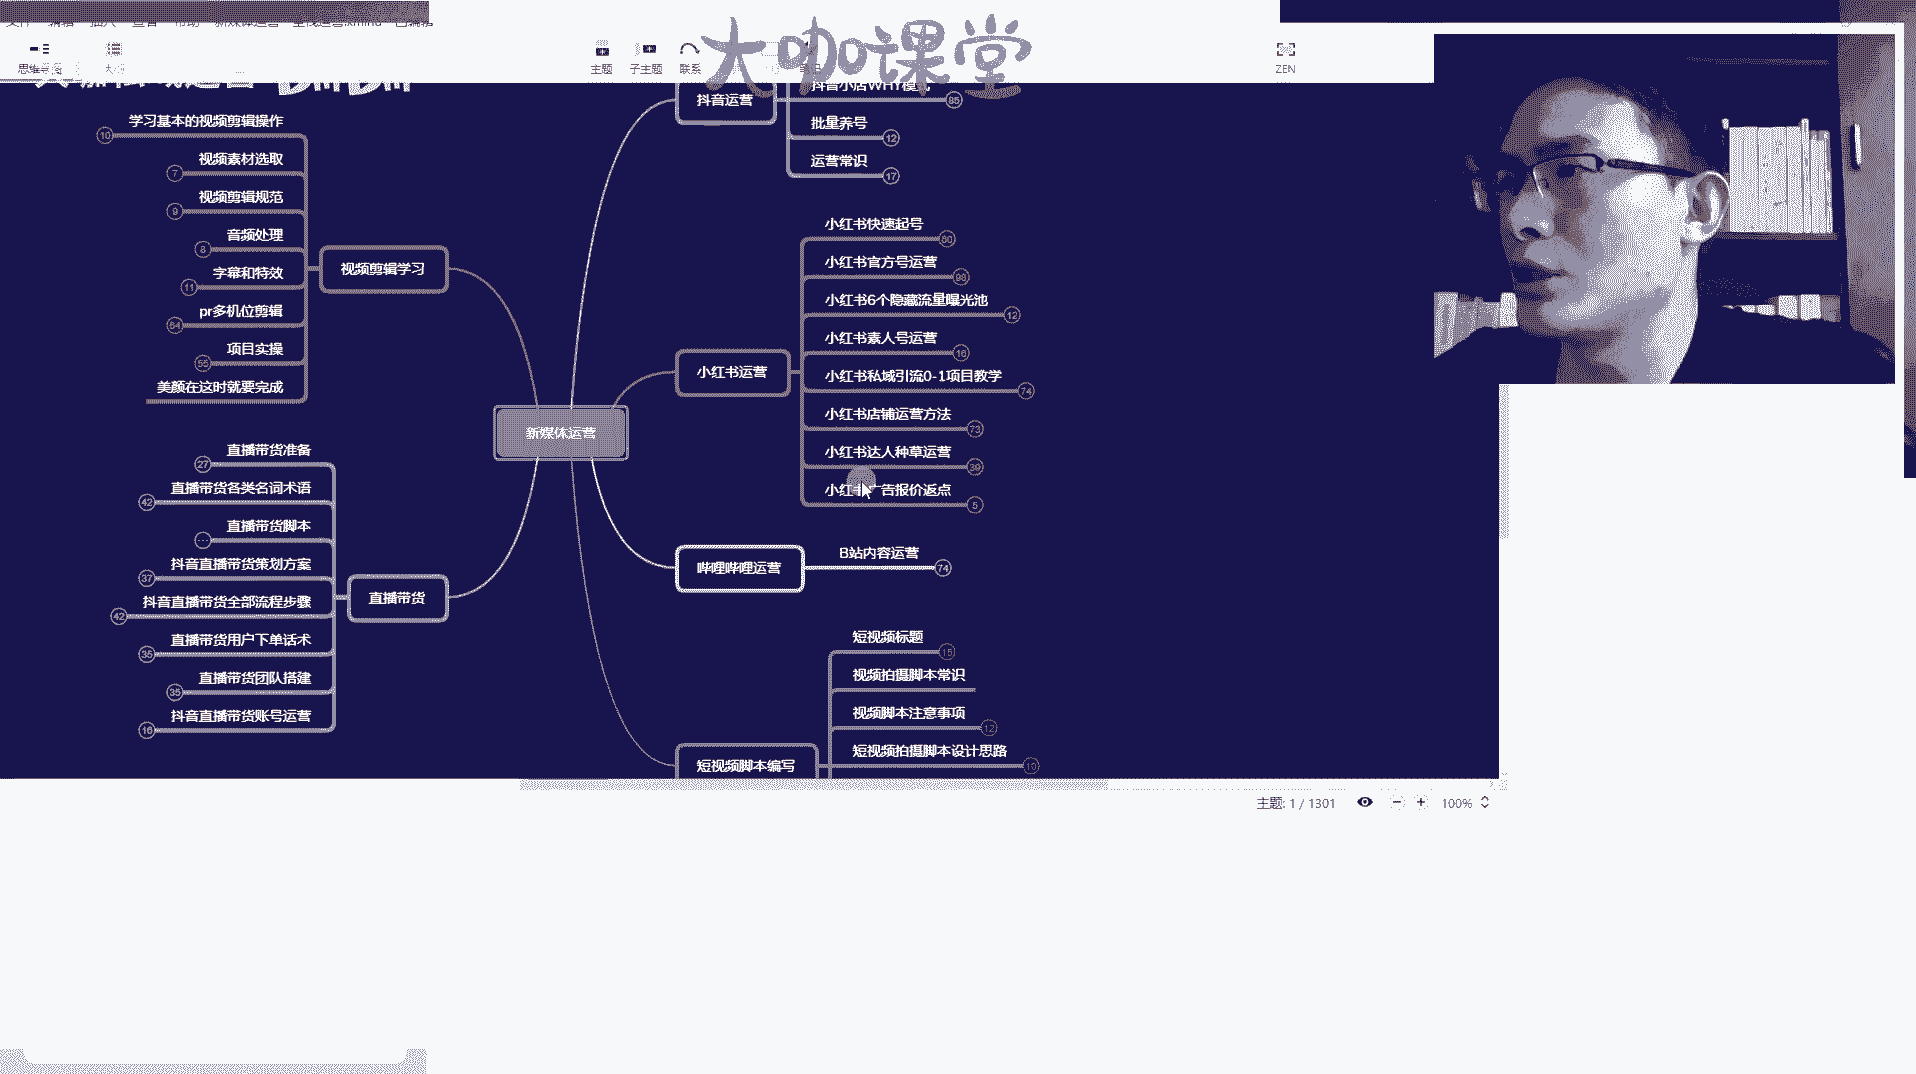 大咖课堂
主题
子主题
联系
ZEN
学习基本的视频剪辑操作
10
视频素材选取
7
视频剪辑规范
9
音频处理
8
字幕和特效
11
pr多机位剪辑
64
项目实操
55
美颜在这时就要完成
视频剪辑学习
直播带货准备
27
直播带货各类名词术语
42
直播带货脚本
直播带货
抖音直播带货策划方案
37
抖音直播带货全部流程步骤
42
直播带货用户下单话术
35
直播带货团队搭建
35
抖音直播带货账号运营
16
新媒体运营
抖音运营
抖音小店WHY模式
85
批量养号
12
运营常识
17
小红书运营
小红书快速起号
80
小红书官方号运营
98
小红书6个隐藏流量曝光池
12
小红书素人号运营
16
小红书私域引流0-1项目教学
74
小红书店铺运营方法
73
小红书达人种草运营
39
小红书广告报价返点
5
哔哩哔哩运营
B站内容运营
74
短视频脚本编写
短视频标题
15
视频拍摄脚本常识
视频脚本注意事项
12
短视频拍摄脚本设计思路
10
主题: 1 / 1301
100%